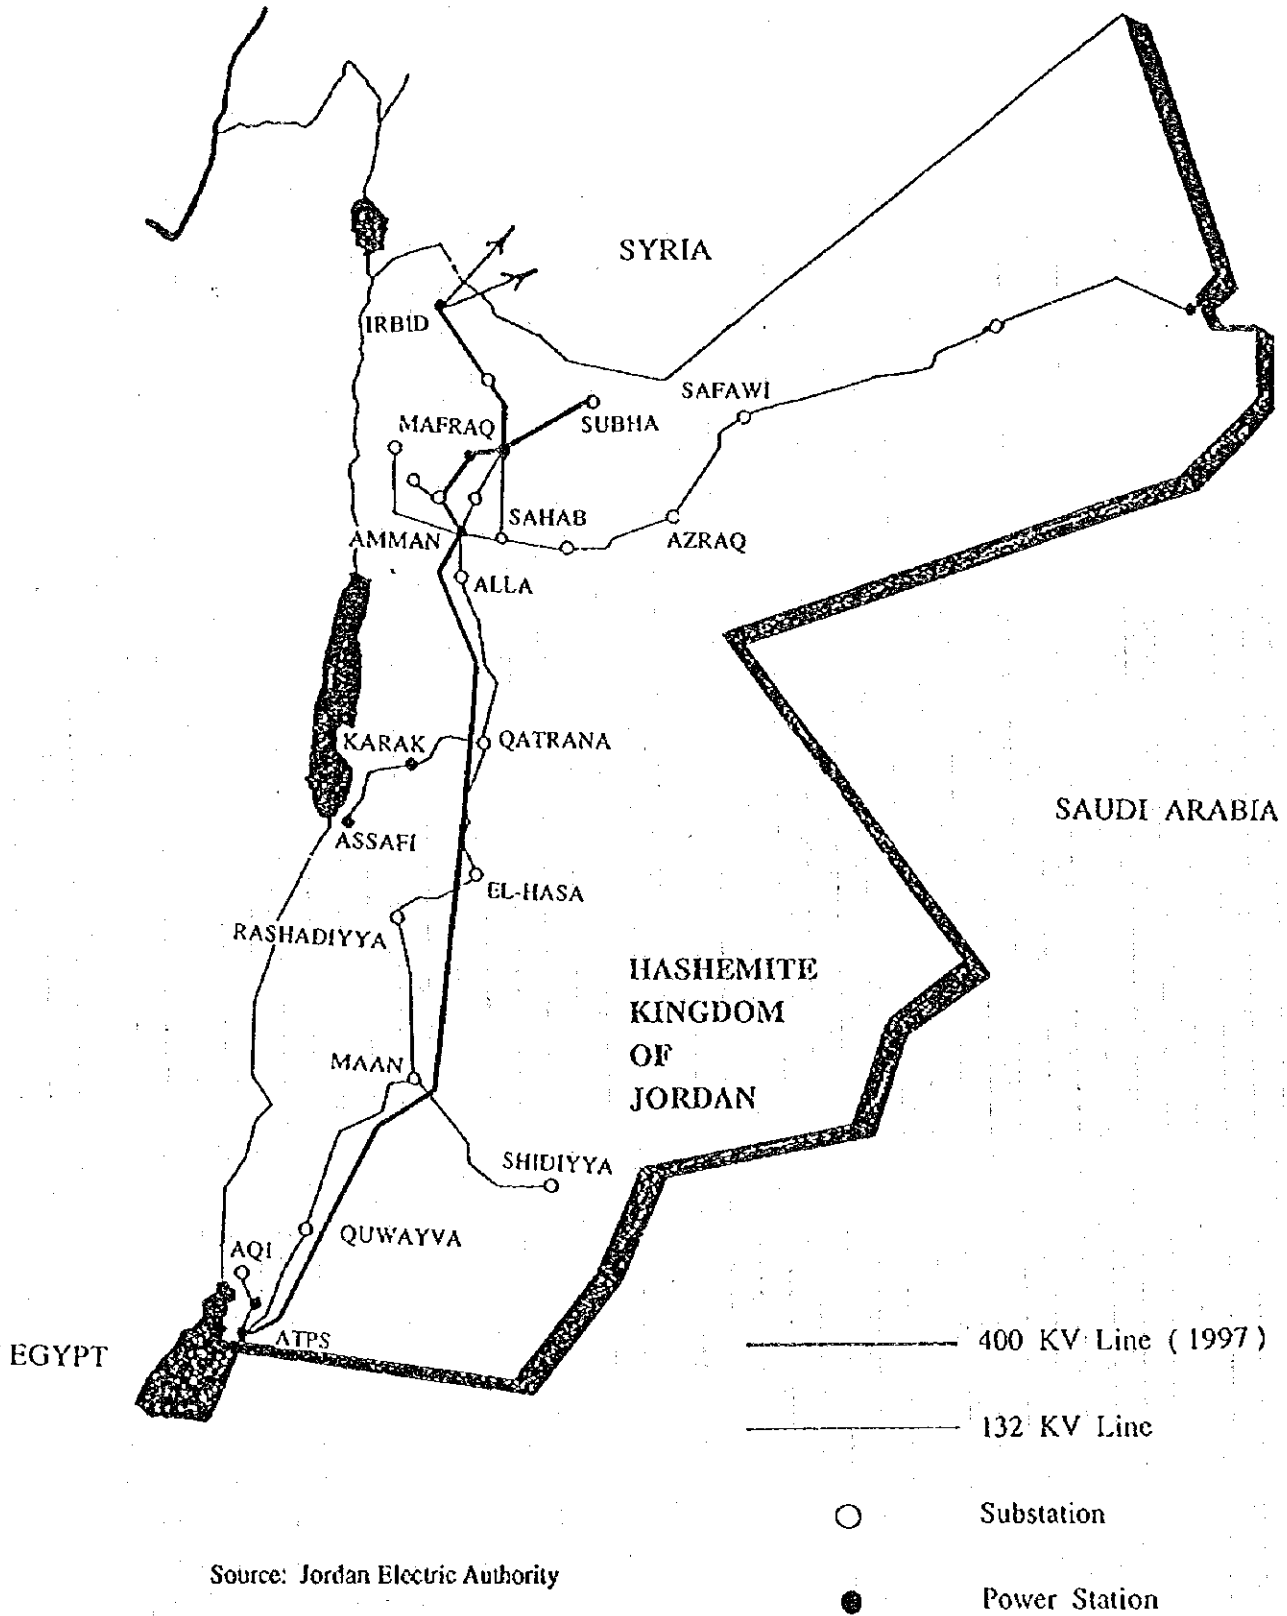 SYRIA
IRBID
SAFAWI
MAFRAQ
SUBHA
SAHAB
AMMAN
AZRAQ
ALLA
KARAK
QATRANA
SAUDI ARABIA
ASSAFI
EL-HASA
RASHADIYYA
HASHEMITE
KINGDOM
OF
JORDAN
MAAN
SHIDIYYA
QUWAYVA
AQI
ATPS
EGYPT
400 KV Line ( 1997 )
132 KV Line
Substation
Source: Jordan Electric Authority
Power Station